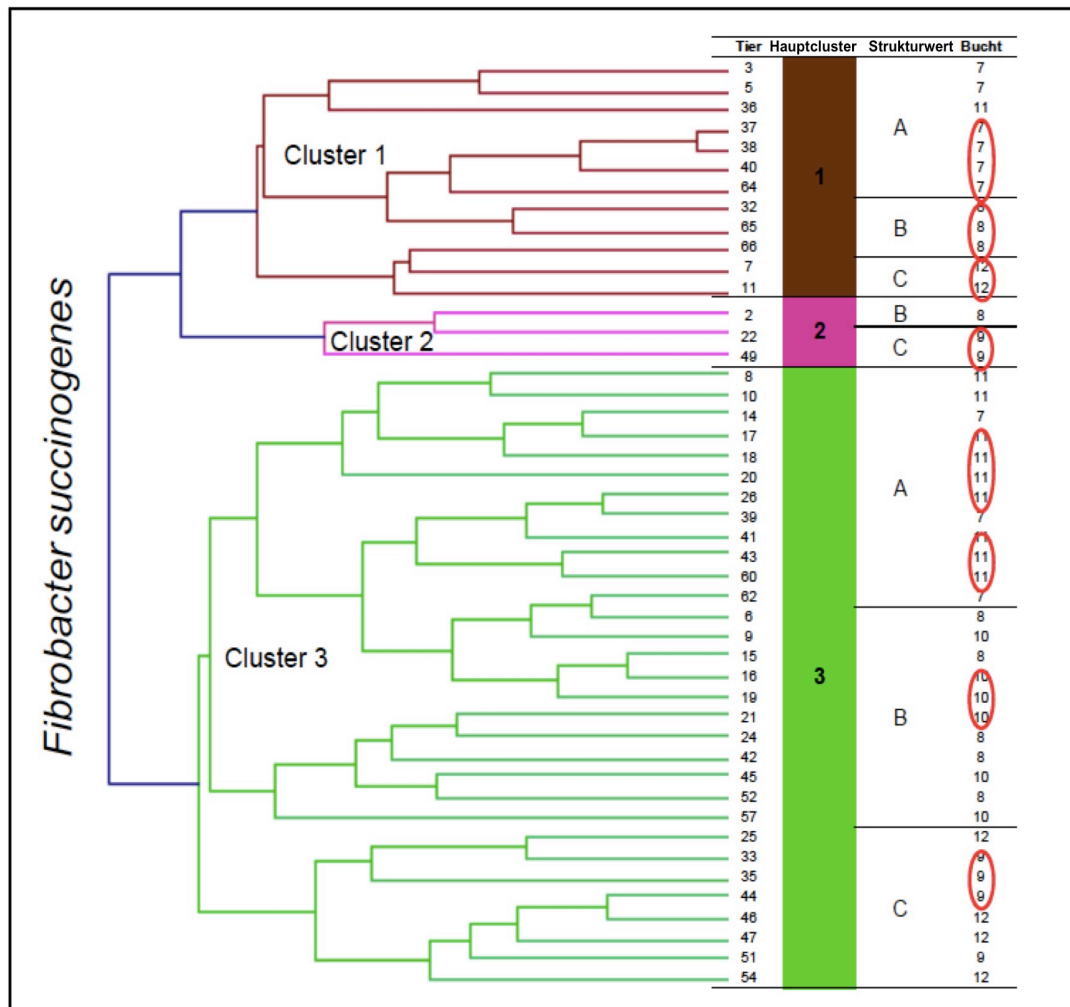 Fibrobacter succinogenes
Tier Hauptcluster Strukturwert Bucht
3 7
5 7
36 11
A
37 7
38 7
Cluster 1
40 7
1
64 7
32 8
65 B 8
66 8
7 12
C
11 12
2 B 8
22 2 9
Cluster 2
49 C 9
8 11
10 11
14 7
17 11
18 11
20 11
A
26 11
39 7
41 11
43 11
60 11
62 7
6 8
9 10
15 8
Cluster 3
16 3 10
19 10
21 B 10
24 8
42 8
45 10
52 8
57 10
25 12
33 9
35 9
44 9
C
46 12
47 12
51 9
54 12